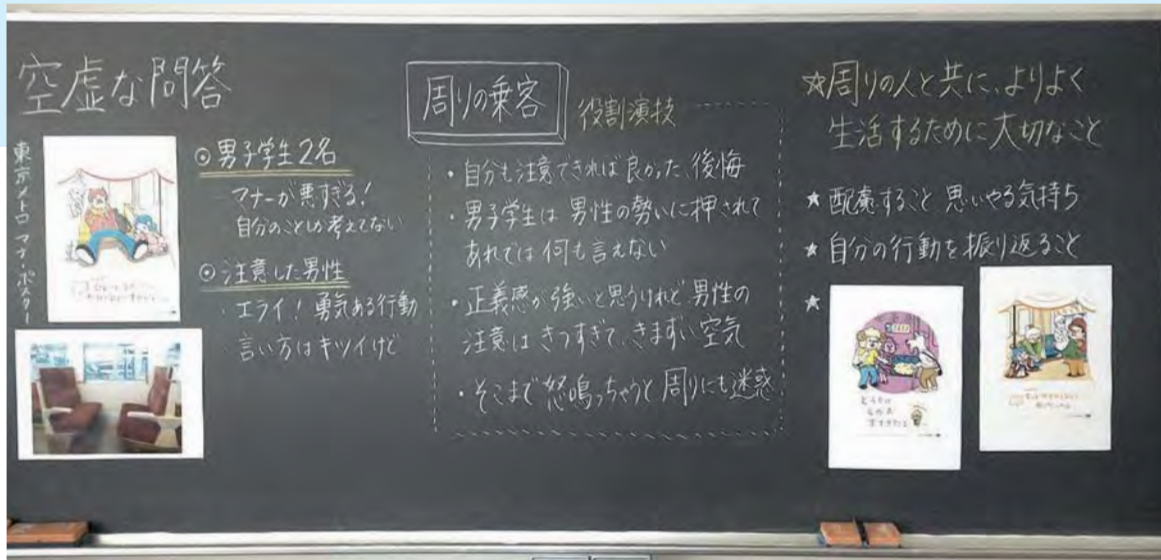 空虚な問答
東京メトロ マナーポスター
◎男子学生2名
マナーが悪すぎる!
自分のことしか考えてない
◎注意した男性
・エライ!勇気ある行動
・言い方はキツイけど
周りの乗客
役割演技
・自分も注意できれば良かった、後悔
・男子学生は男性の勢いに押されて
あれでは何も言えない
・正義感が強いと思うけれど男性の
注意はきつすぎて、きまずい空気
・そこまで怒鳴っちゃうと周りにも迷惑
☆周りの人と共に、よりよく
生活するために大切なこと
★配慮すること 思いやる気持ち
★自分の行動を振り返ること
★